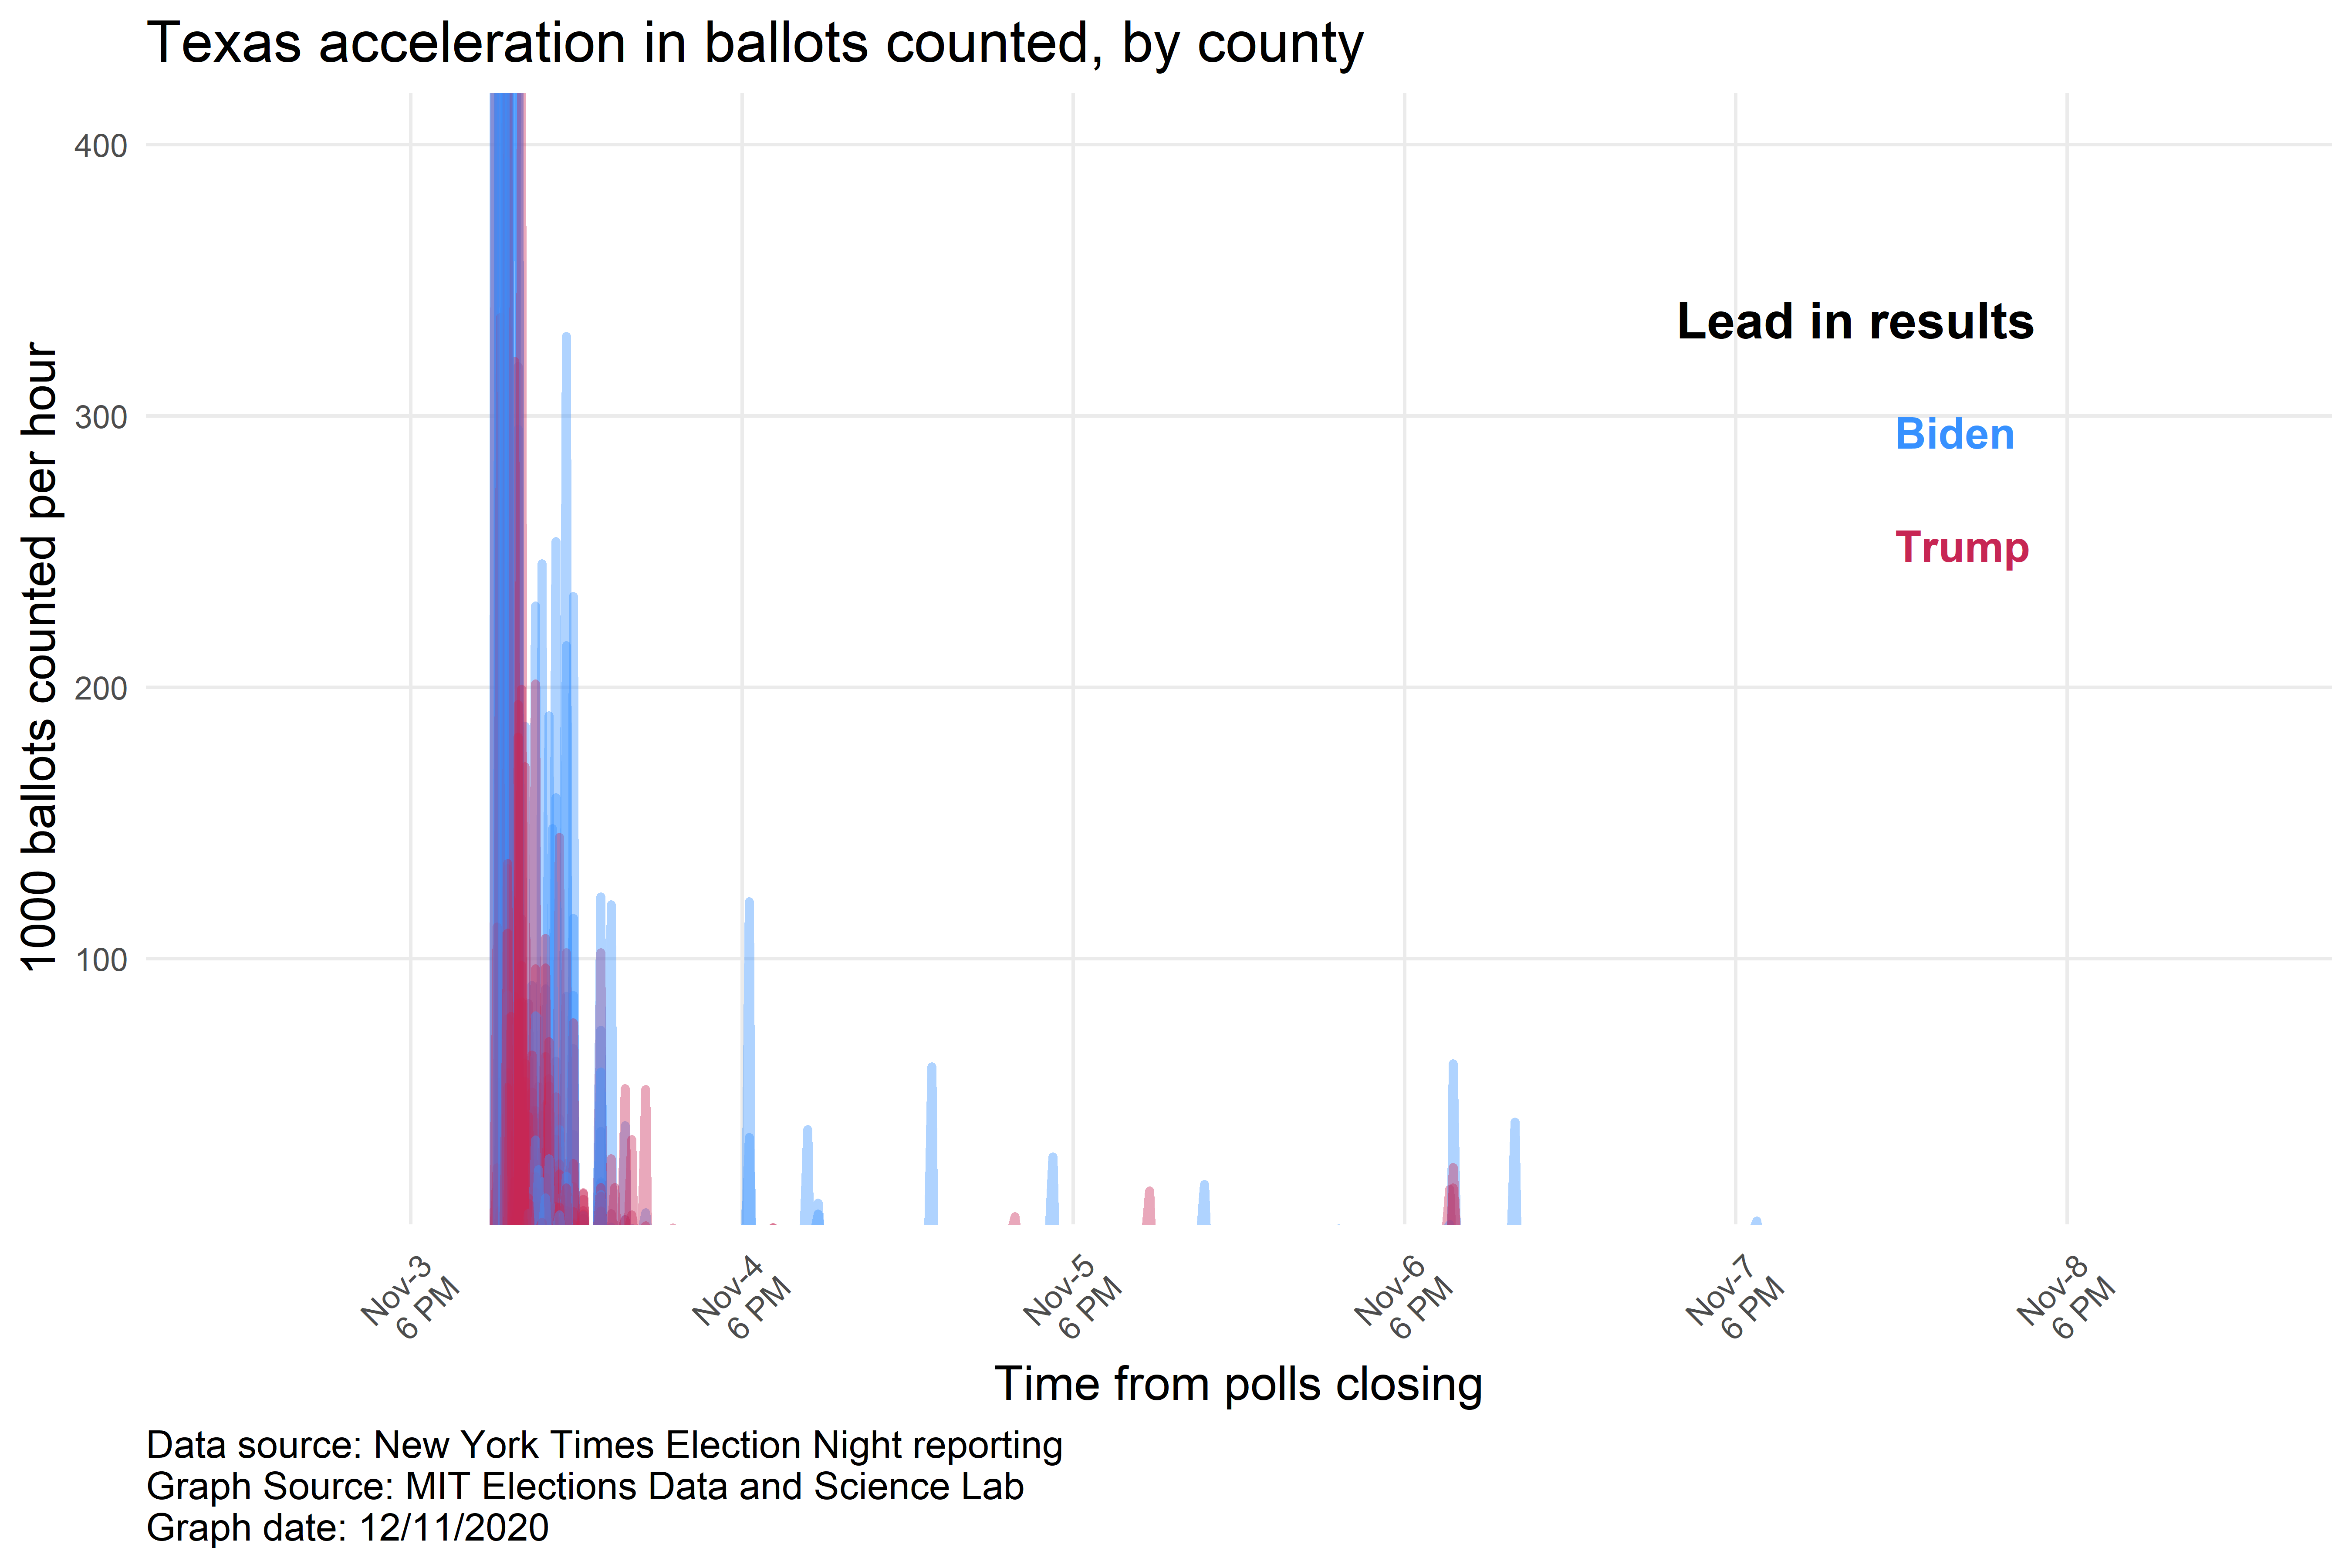 Texas acceleration in ballots counted, by county
1000 ballots counted per hour
400
300
200
100
Lead in results
Biden
Trump
Nov-3
6 PM
Nov-4
6 PM
Nov-5
6 PM
Nov-6
6 PM
Nov-7
6 PM
Nov-8
6 PM
Time from polls closing
Data source: New York Times Election Night reporting
Graph Source: MIT Elections Data and Science Lab
Graph date: 12/11/2020